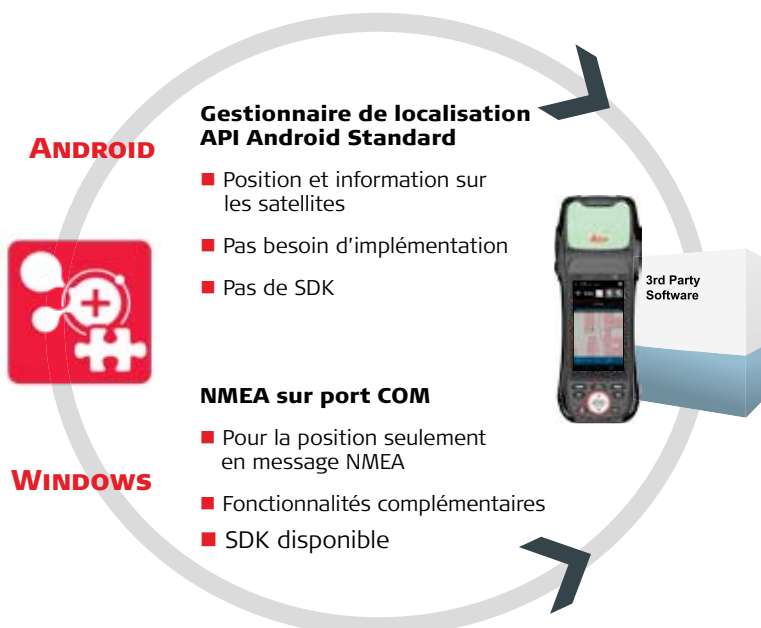 Gestionnaire de localisation
API Android Standard
ANDROID
Position et information sur
les satellites
Pas besoin d'implémentation
Pas de SDK
3rd Party
Software
NMEA sur port COM
Pour la position seulement
en message NMEA
WINDOWS
Fonctionnalités complémentaires
SDK disponible